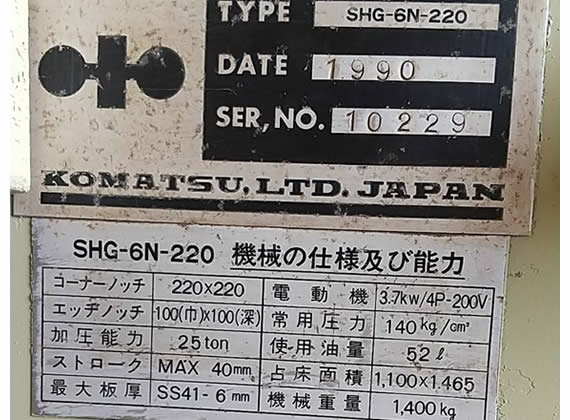 TYPE SHG-6N-220
DATE 1990
SER, NO. 10229
KOMATSU, LTD. JAPAN
SHG-6N-220 機械の仕様及び能力
コーナーノッチ 220×220 電動機 3.7kw/4P-200V
エッヂノッチ 100(巾)×100(深) 常用圧力 140kg/cm²
加圧能力 25ton 使用油量 52ℓ
ストローク MAX 40mm 占床面積 1,100×1.465
最大板厚 SS41-6mm 機械重量 1,400kg